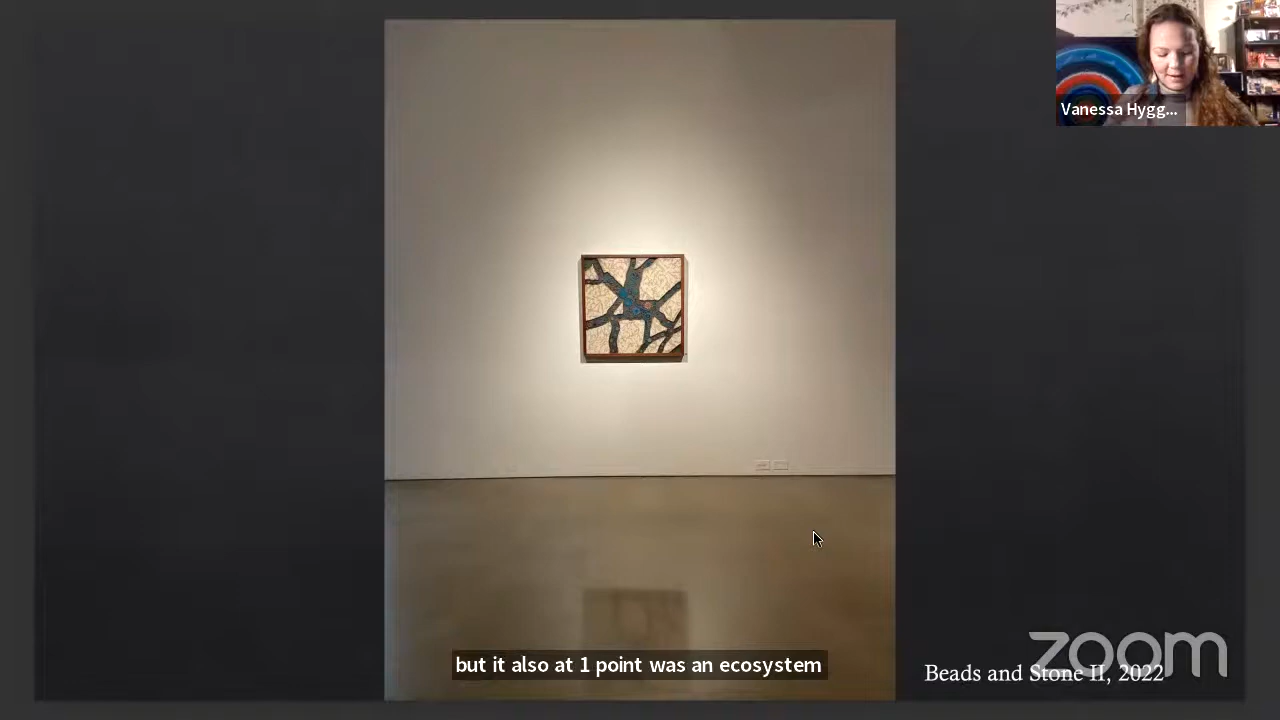 Vanessa Hygg...
but it also at 1 point was an ecosystem
zoom
Beads and Stone II, 2022